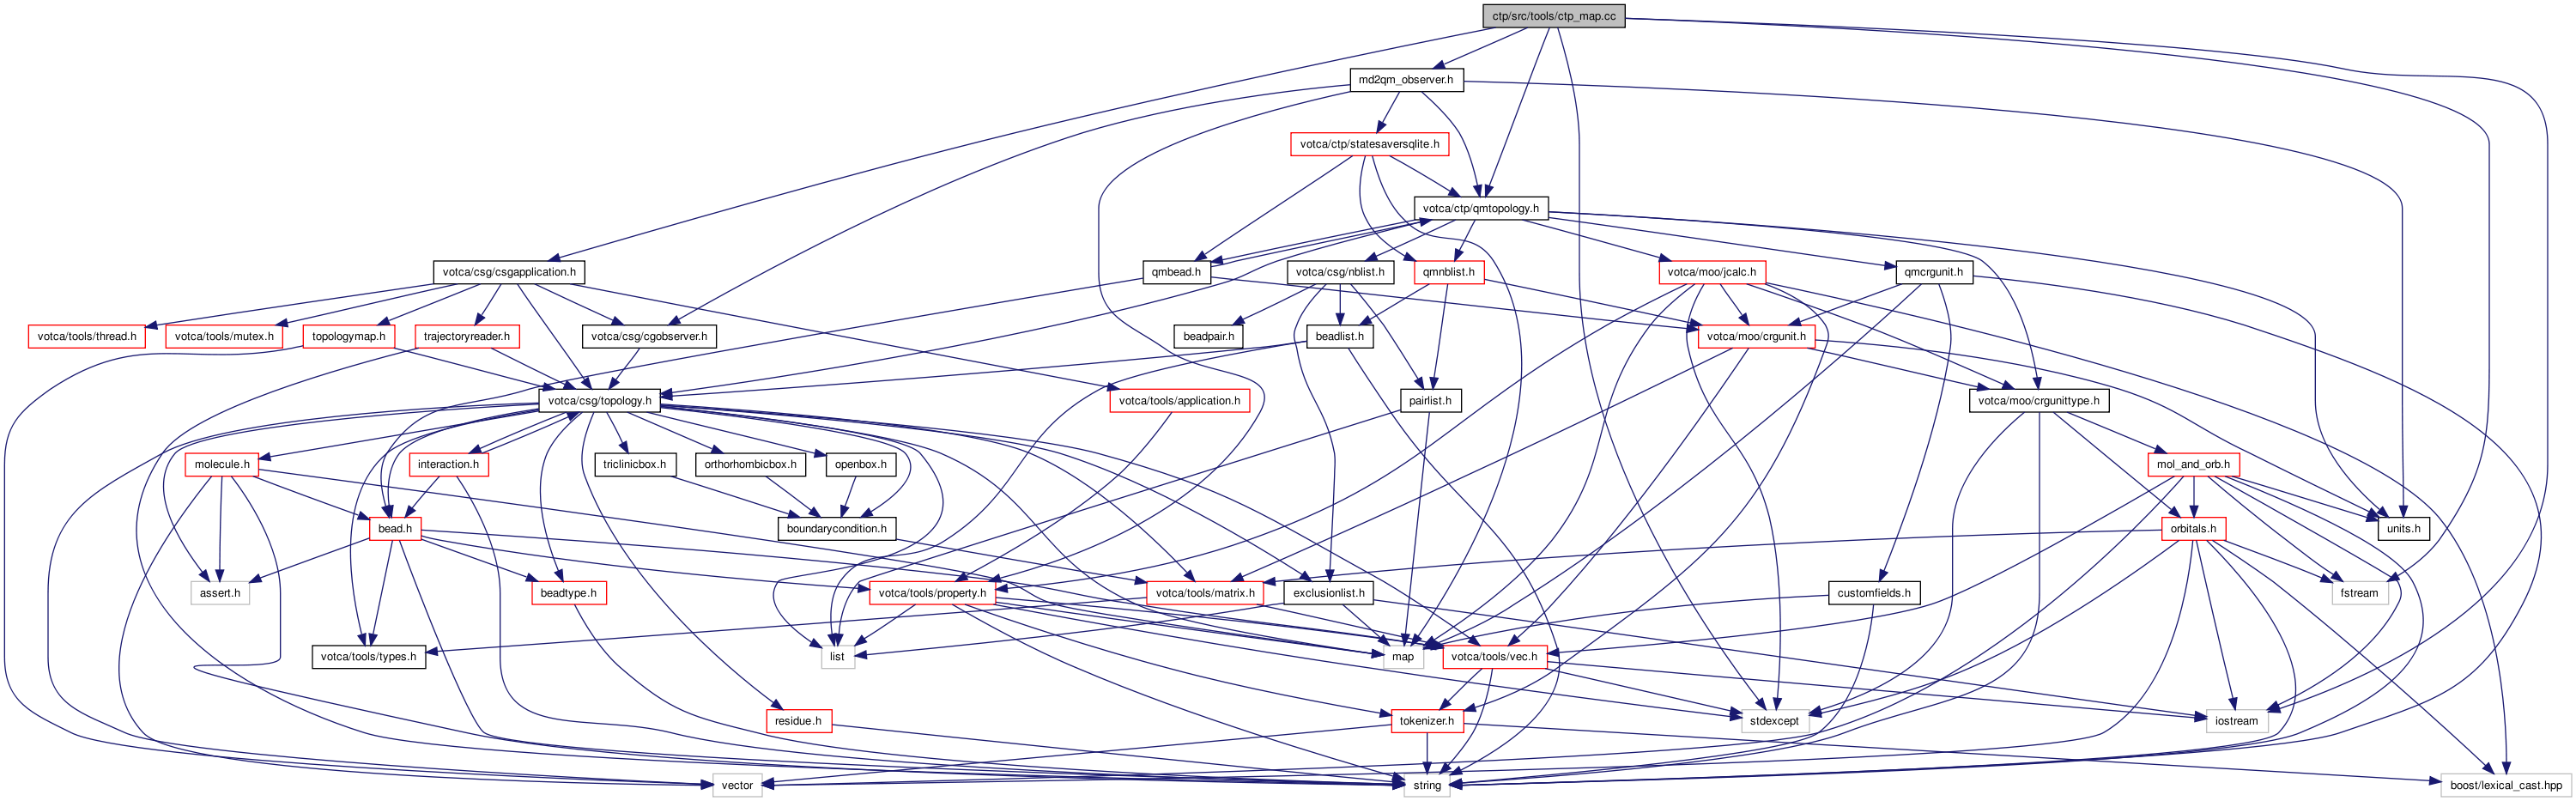 ctp/src/tools/ctp_map.cc
md2qm_observer.h
votca/ctp/statesaversqlite.h
votca/ctp/qmtopology.h
votca/csg/csgapplication.h
qmbead.h
votca/csg/nblist.h
qmnblist.h
votca/moo/jcalc.h
qmcrgunit.h
votca/tools/thread.h
votca/tools/mutex.h
topologymap.h
trajectoryreader.h
votca/csg/cgobserver.h
beadpair.h
beadlist.h
votca/moo/crgunit.h
votca/csg/topology.h
votca/tools/application.h
pairlist.h
votca/moo/crgunittype.h
molecule.h
interaction.h
triclinicbox.h
orthorhombicbox.h
openbox.h
mol_and_orb.h
bead.h
boundarycondition.h
orbitals.h
units.h
assert.h
beadtype.h
votca/tools/property.h
votca/tools/matrix.h
exclusionlist.h
customfields.h
fstream
votca/tools/types.h
list
map
votca/tools/vec.h
residue.h
tokenizer.h
stdexcept
iostream
vector
string
boost/lexical_cast.hpp